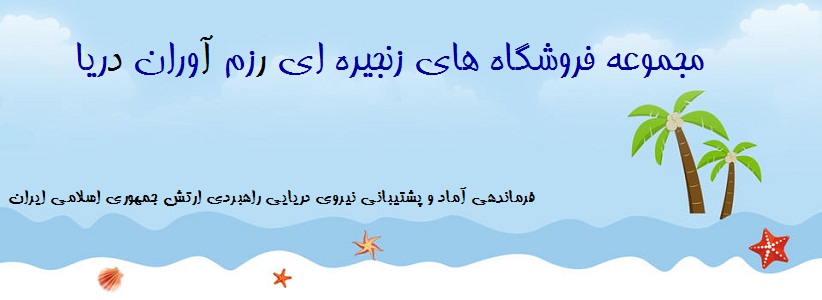 مجموعه فروشگاه های زنجیره ای رزم آوران دریا
فرماندهی آماد و پشتیبانی نیروی دریایی راهبردی ارتش جمهوری اسلامی ایران